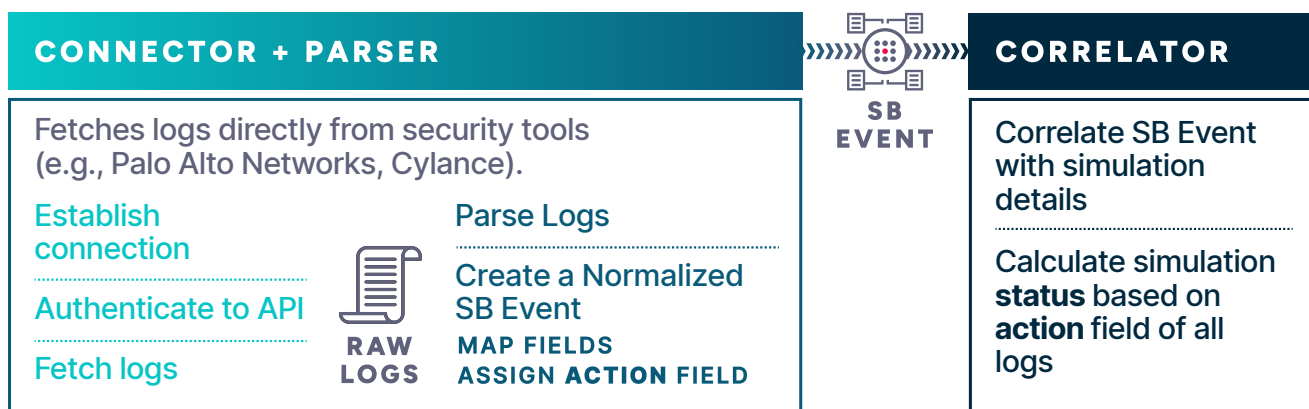 CONNECTOR + PARSER
Fetches logs directly from security tools
(e.g., Palo Alto Networks, Cylance).
Establish
connection
Authenticate to API
Fetch logs
RAW
LOGS
Parse Logs
Create a Normalized
SB Event
MAP FIELDS
ASSIGN ACTION FIELD
SB
EVENT
CORRELATOR
Correlate SB Event
with simulation
details
Calculate simulation
status based on
action field of all
logs